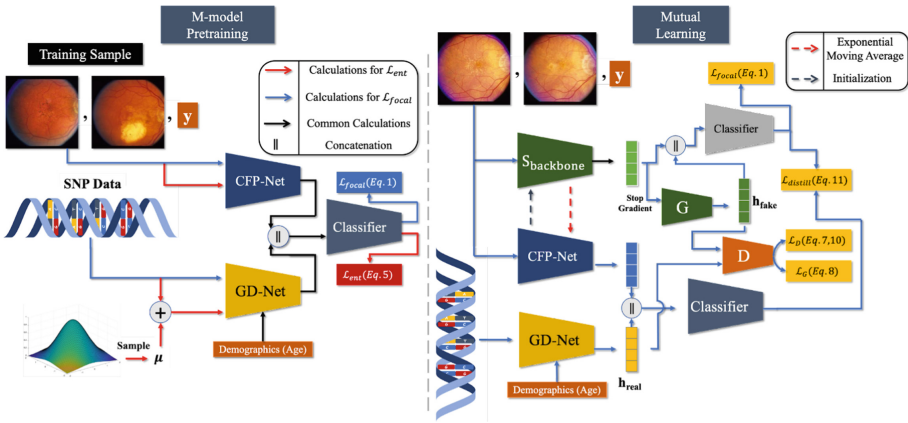 M-model
Pretraining
Training Sample
,
,
y
Calculations for ℒent
Calculations for ℒfocal
Common Calculations
|| Concatenation
SNP Data
CFP-Net
ℒfocal(Eq. 1)
||
Classifier
GD-Net
ℒent(Eq. 5)
+
Sample
μ
Demographics (Age)
Mutual
Learning
,
,
y
Exponential
Moving Average
Initialization
ℒfocal(Eq. 1)
Sbackbone
||
Classifier
Stop
Gradient
G
hfake
ℒdistill(Eq. 11)
CFP-Net
D
ℒD(Eq. 7,10)
ℒG(Eq. 8)
||
Classifier
GD-Net
hreal
Demographics (Age)